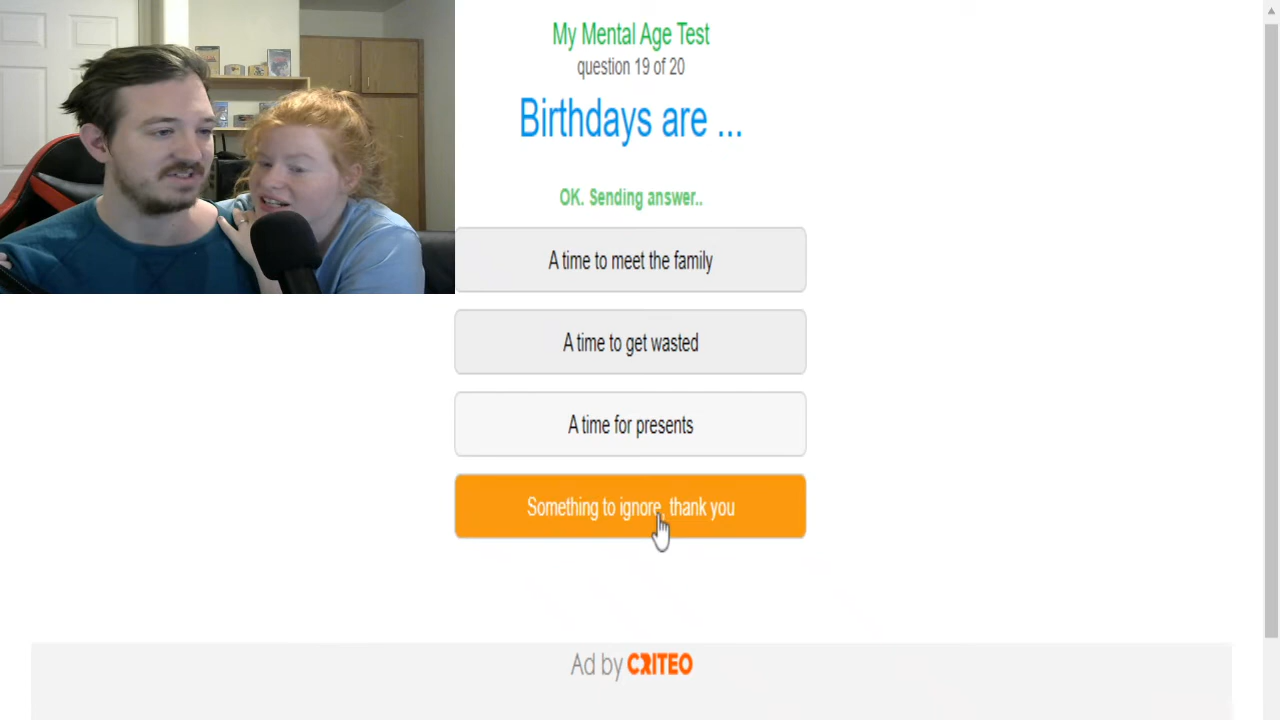 My Mental Age Test
question 19 of 20
Birthdays are ...
OK. Sending answer..
A time to meet the family
A time to get wasted
A time for presents
Something to ignore, thank you
Ad by CRITEO